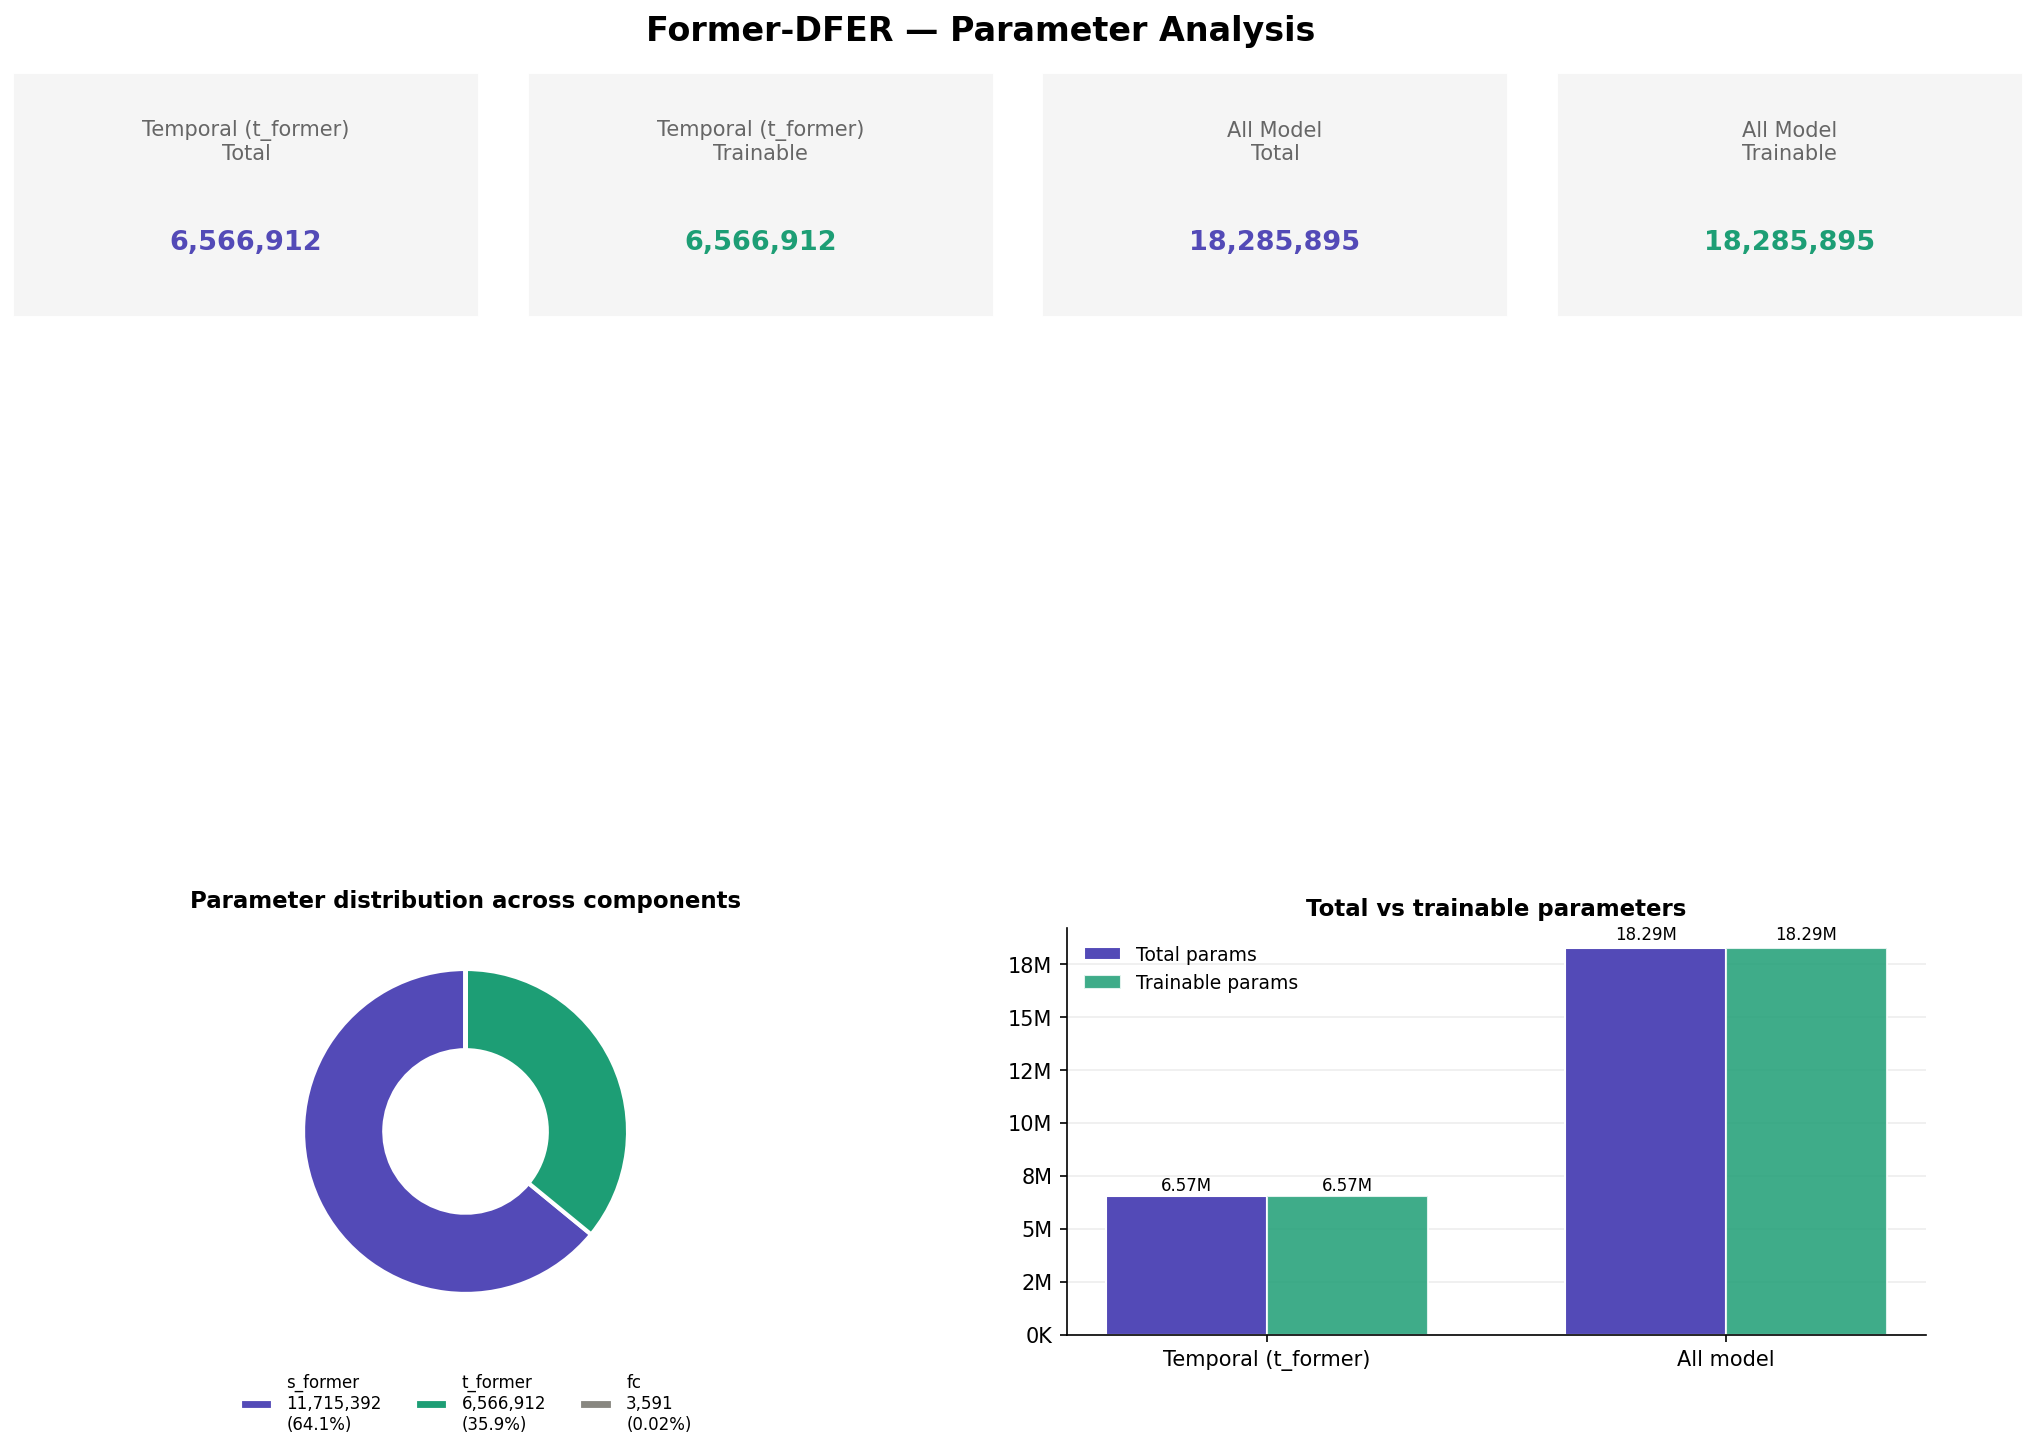 Former-DFER — Parameter Analysis
Temporal (t_former)
Total
6,566,912
Temporal (t_former)
Trainable
6,566,912
All Model
Total
18,285,895
All Model
Trainable
18,285,895
Parameter distribution across components
s_former
11,715,392
(64.1%)
t_former
6,566,912
(35.9%)
fc
3,591
(0.02%)
Total vs trainable parameters
Total params
Trainable params
18M
15M
12M
10M
8M
5M
2M
0K
6.57M
6.57M
18.29M
18.29M
Temporal (t_former)
All model